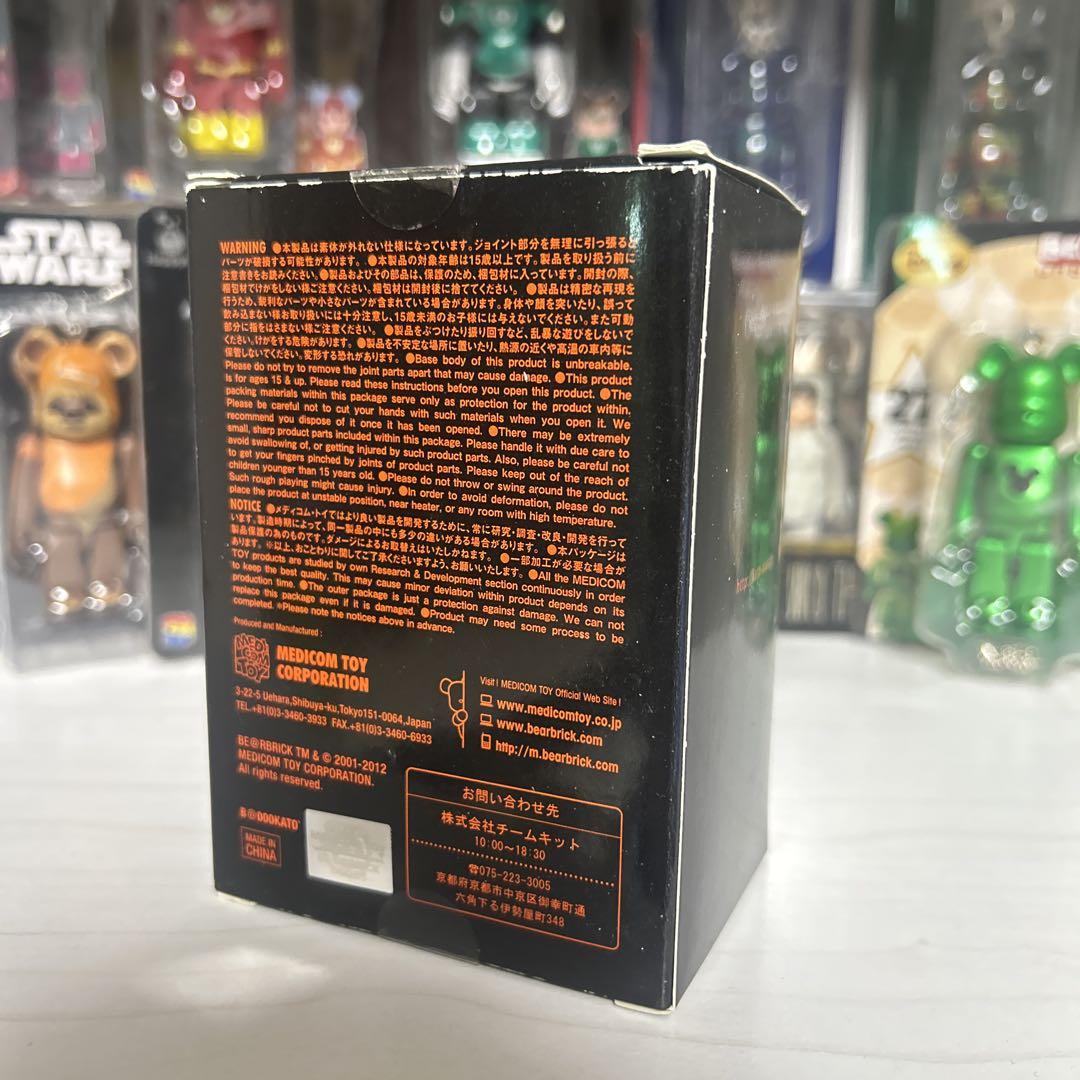 STAR
WARS
WARNING ●本製品は素体が外れない仕様になっています。ジョイント部分を無理に引っ張ると
パーツが破損する可能性があります。●本製品の対象年齢は15歳以上です。製品を取り扱う前に
注意書きをお読みください。●製品およびその部品は、保護のため、梱包材に入っています。開封の際、
梱包材でけがをしない様ご注意ください。梱包材は開封後に捨ててください。 ●製品は精密な再現を
行うため、鋭利なパーツや小さなパーツが含まれている場合があります。身体や顔を突いたり、誤って
飲み込まない様お取り扱いには十分注意し、15歳未満のお子様には与えないでください。また可動
部分に指をはさまない様ご注意ください。 ●製品をぶつけたり振り回すなど、乱暴な遊びをしないで
ください。けがをする危険があります。●製品を不安定な場所に置いたり、熱源の近くや高温の車内等に
保管しないでください。変形する恐れがあります。●Base body of this product is unbreakable.
Please do not try to remove the joint parts apart that may cause damage. ●This product
is for ages 15 & up. Please read these instructions before you open this product. ●The
packing materials within this package serve only as protection for the product within.
Please be careful not to cut your hands with such materials when you open it. We
recommend you dispose of it once it has been opened. ●There may be extremely
small, sharp product parts included within this package. Please handle it with due care to
avoid swallowing of, or getting injured by such product parts. Also, please be careful not
to get your fingers pinched by joints of product parts. Please keep out of the reach of
children younger than 15 years old. ●Please do not throw or swing around the product.
Such rough playing might cause injury. ●In order to avoid deformation, please do not
place the product at unstable position, near heater, or any room with high temperature.
NOTICE ●メディコム・トイではより良い製品を開発するために、常に研究・調査・改良・開発を行って
います。製造時期によって、同一製品の中にも多少の違いがある場合があります。 ●本パッケージは
製品保護の為のものです。ダメージによるお取替えはいたしかねます。 ●一部加工が必要な場合が
あります。※以上、おことわりに関してご了承くださいますよう、お願いいたします。●All the MEDICOM
TOY products are studied by own Research & Development section continuously in order
to keep the best quality. This may cause minor deviation within product depends on its
production time. ●The outer package is just a protection against damage. We can not
replace this package even if it is damaged. ●Product may need some process to be
completed. ※Please note the notices above in advance.
Produced and Manufactured :
MEDI
COM
TOY
MEDICOM TOY
CORPORATION
3-22-5 Uehara,Shibuya-ku,Tokyo151-0064,Japan
TEL.+81(0)3-3460-3933 FAX.+81(0)3-3460-6933
Visit ! MEDICOM TOY Official Web Site !
www.medicomtoy.co.jp
www.bearbrick.com
http://m.bearbrick.com
BE@RBRICK TM & © 2001-2012
MEDICOM TOY CORPORATION.
All rights reserved.
MADE IN
CHINA
お問い合わせ先
株式会社チームキット
10:00〜18:30
☎075-223-3005
京都府京都市中京区御幸町通
六角下る伊勢屋町348
27